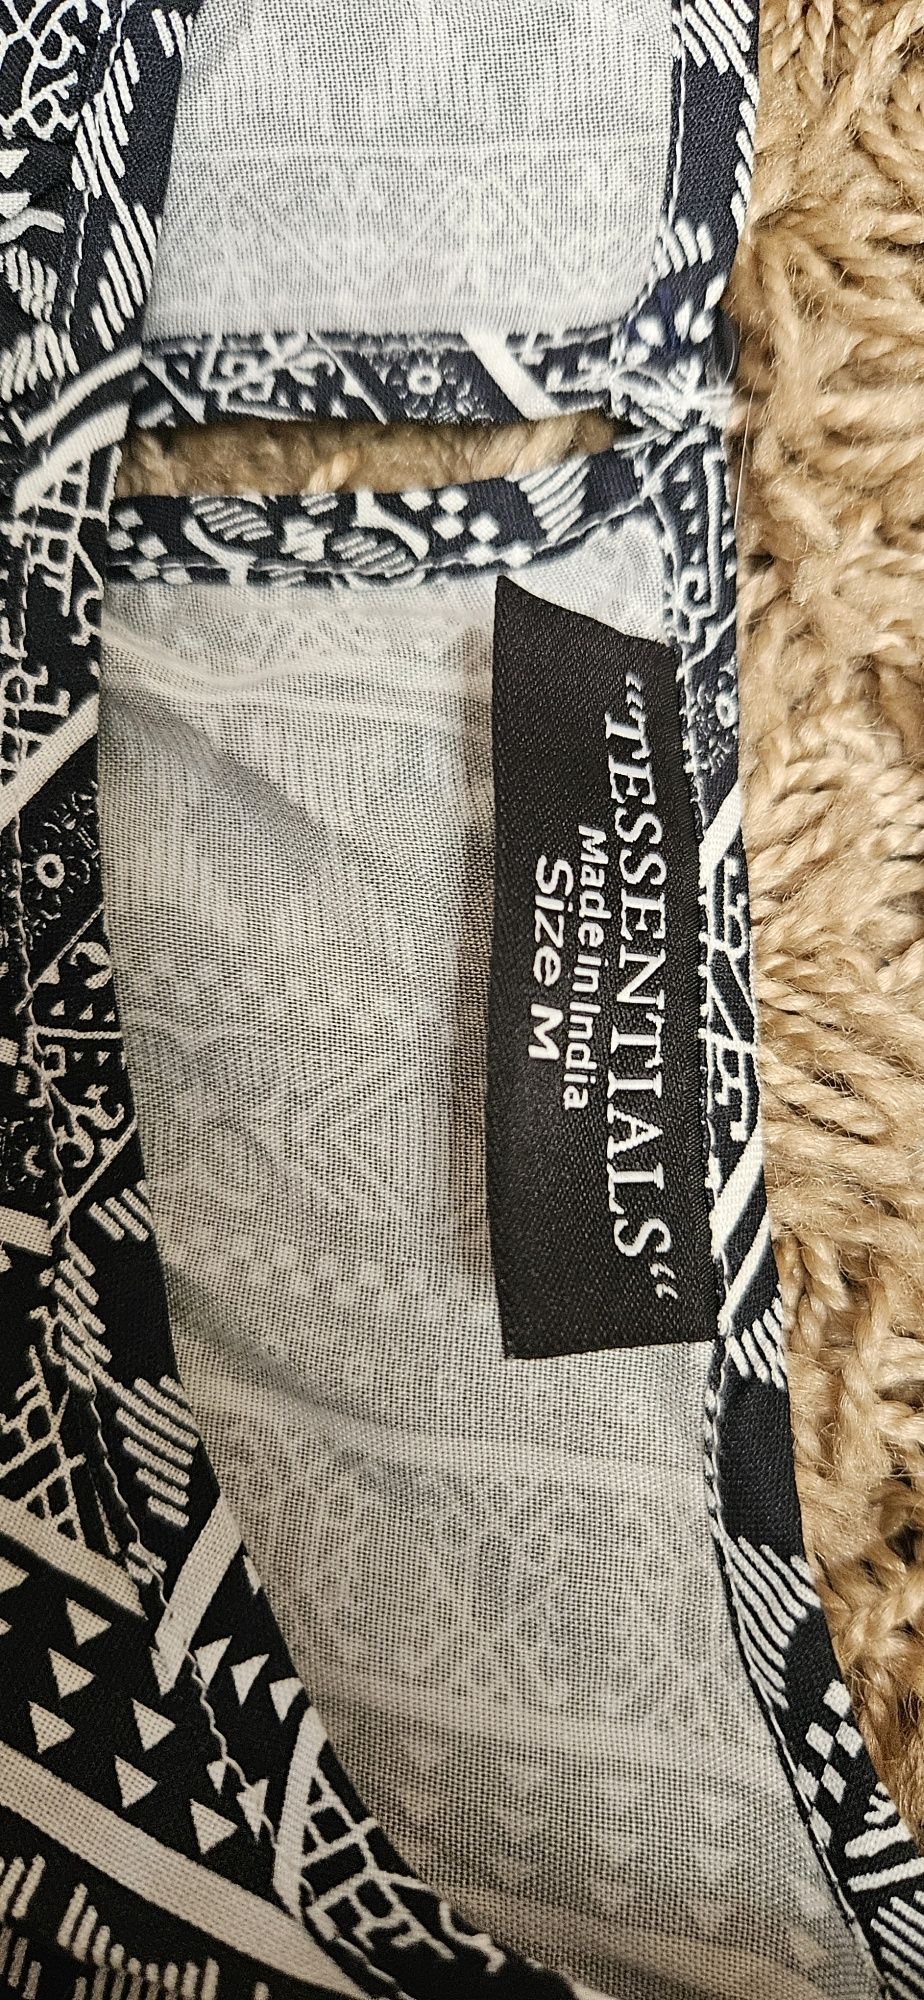 “TESSENTIALS“
Made in India
Size M